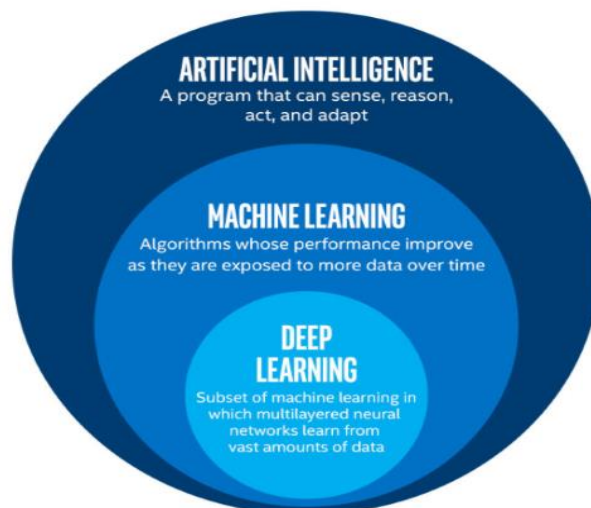 ARTIFICIAL INTELLIGENCE
A program that can sense, reason,
act, and adapt
MACHINE LEARNING
Algorithms whose performance improve
as they are exposed to more data over time
DEEP
LEARNING
Subset of machine learning in
which multilayered neural
networks learn from
vast amounts of data